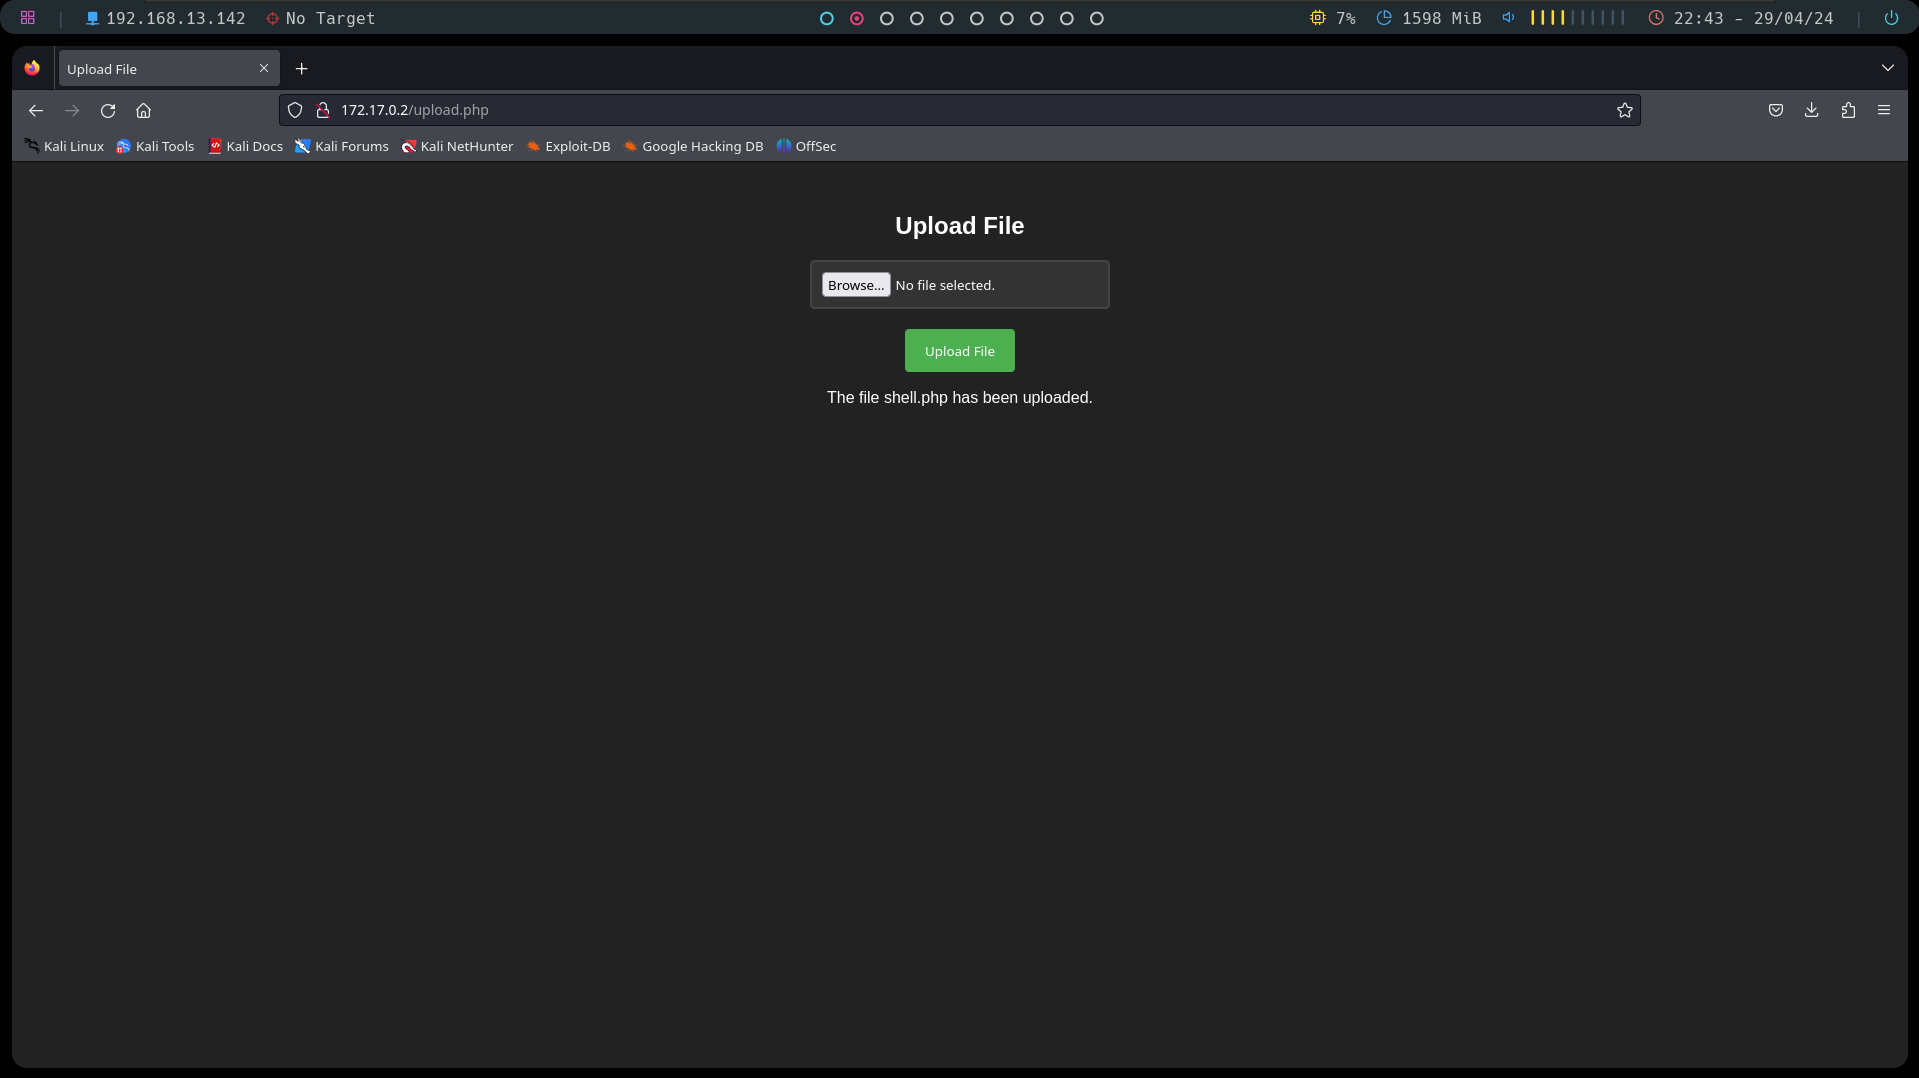 192.168.13.142 No Target 7% 1598 MiB 22:43 - 29/04/24
Upload File
172.17.0.2/upload.php
Kali Linux Kali Tools Kali Docs Kali Forums Kali NetHunter Exploit-DB Google Hacking DB OffSec
Upload File
Browse... No file selected.
Upload File
The file shell.php has been uploaded.